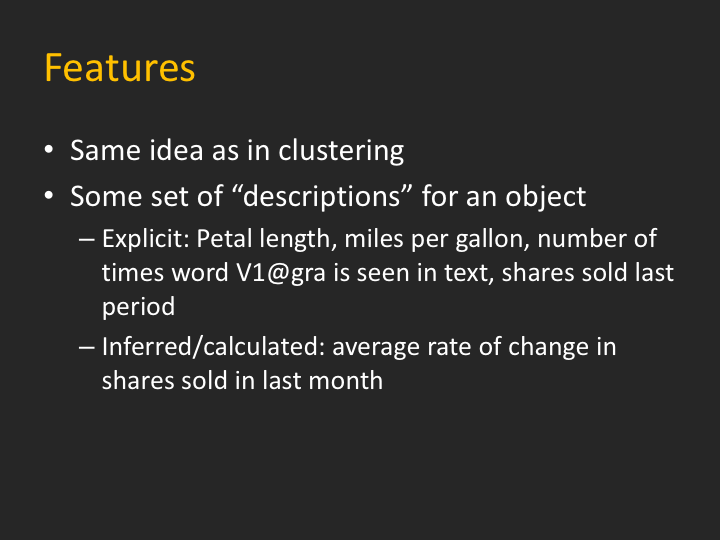 Features
• Same idea as in clustering
• Some set of “descriptions” for an object
– Explicit: Petal length, miles per gallon, number of
times word V1@gra is seen in text, shares sold last
period
– Inferred/calculated: average rate of change in
shares sold in last month